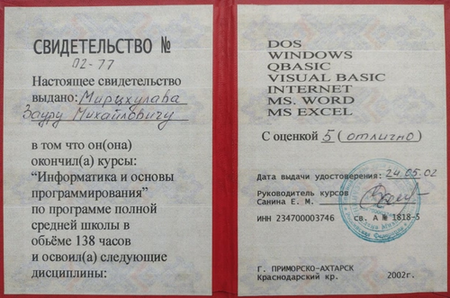 СВИДЕТЕЛЬСТВО №
02-77
Настоящее свидетельство
выдано: Мирцхулава
Зауру Михайловичу
в том что он(она)
окончил(а) курсы:
“Информатика и основы
программирования”
по программе полной
средней школы в
объёме 138 часов
и освоил(а) следующие
дисциплины:
DOS
WINDOWS
QBASIC
VISUAL BASIC
INTERNET
MS. WORD
MS EXCEL
С оценкой 5 (отлично)
Дата выдачи удостоверения: 24.05.02
Руководитель курсов
Санина Е. М.
ИНН 234700003746 св. А № 1818-5
Г. ПРИМОРСКО-АХТАРСК
Краснодарский кр. 2002г.